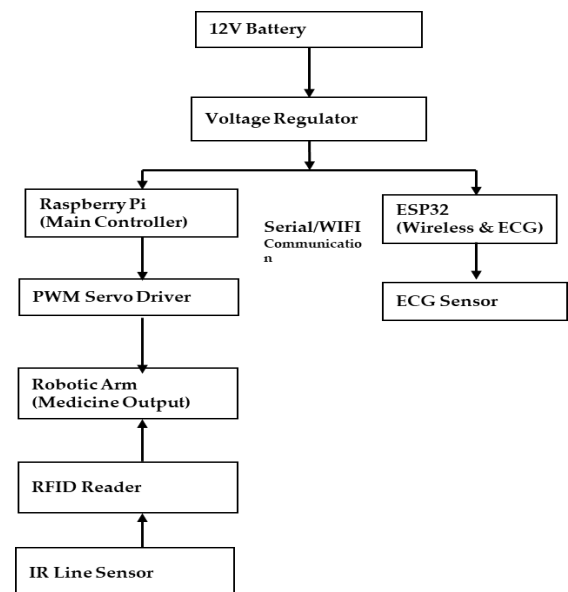 12V Battery
Voltage Regulator
Raspberry Pi
(Main Controller)
Serial/WIFI
Communicatio
n
ESP32
(Wireless & ECG)
PWM Servo Driver
ECG Sensor
Robotic Arm
(Medicine Output)
RFID Reader
IR Line Sensor